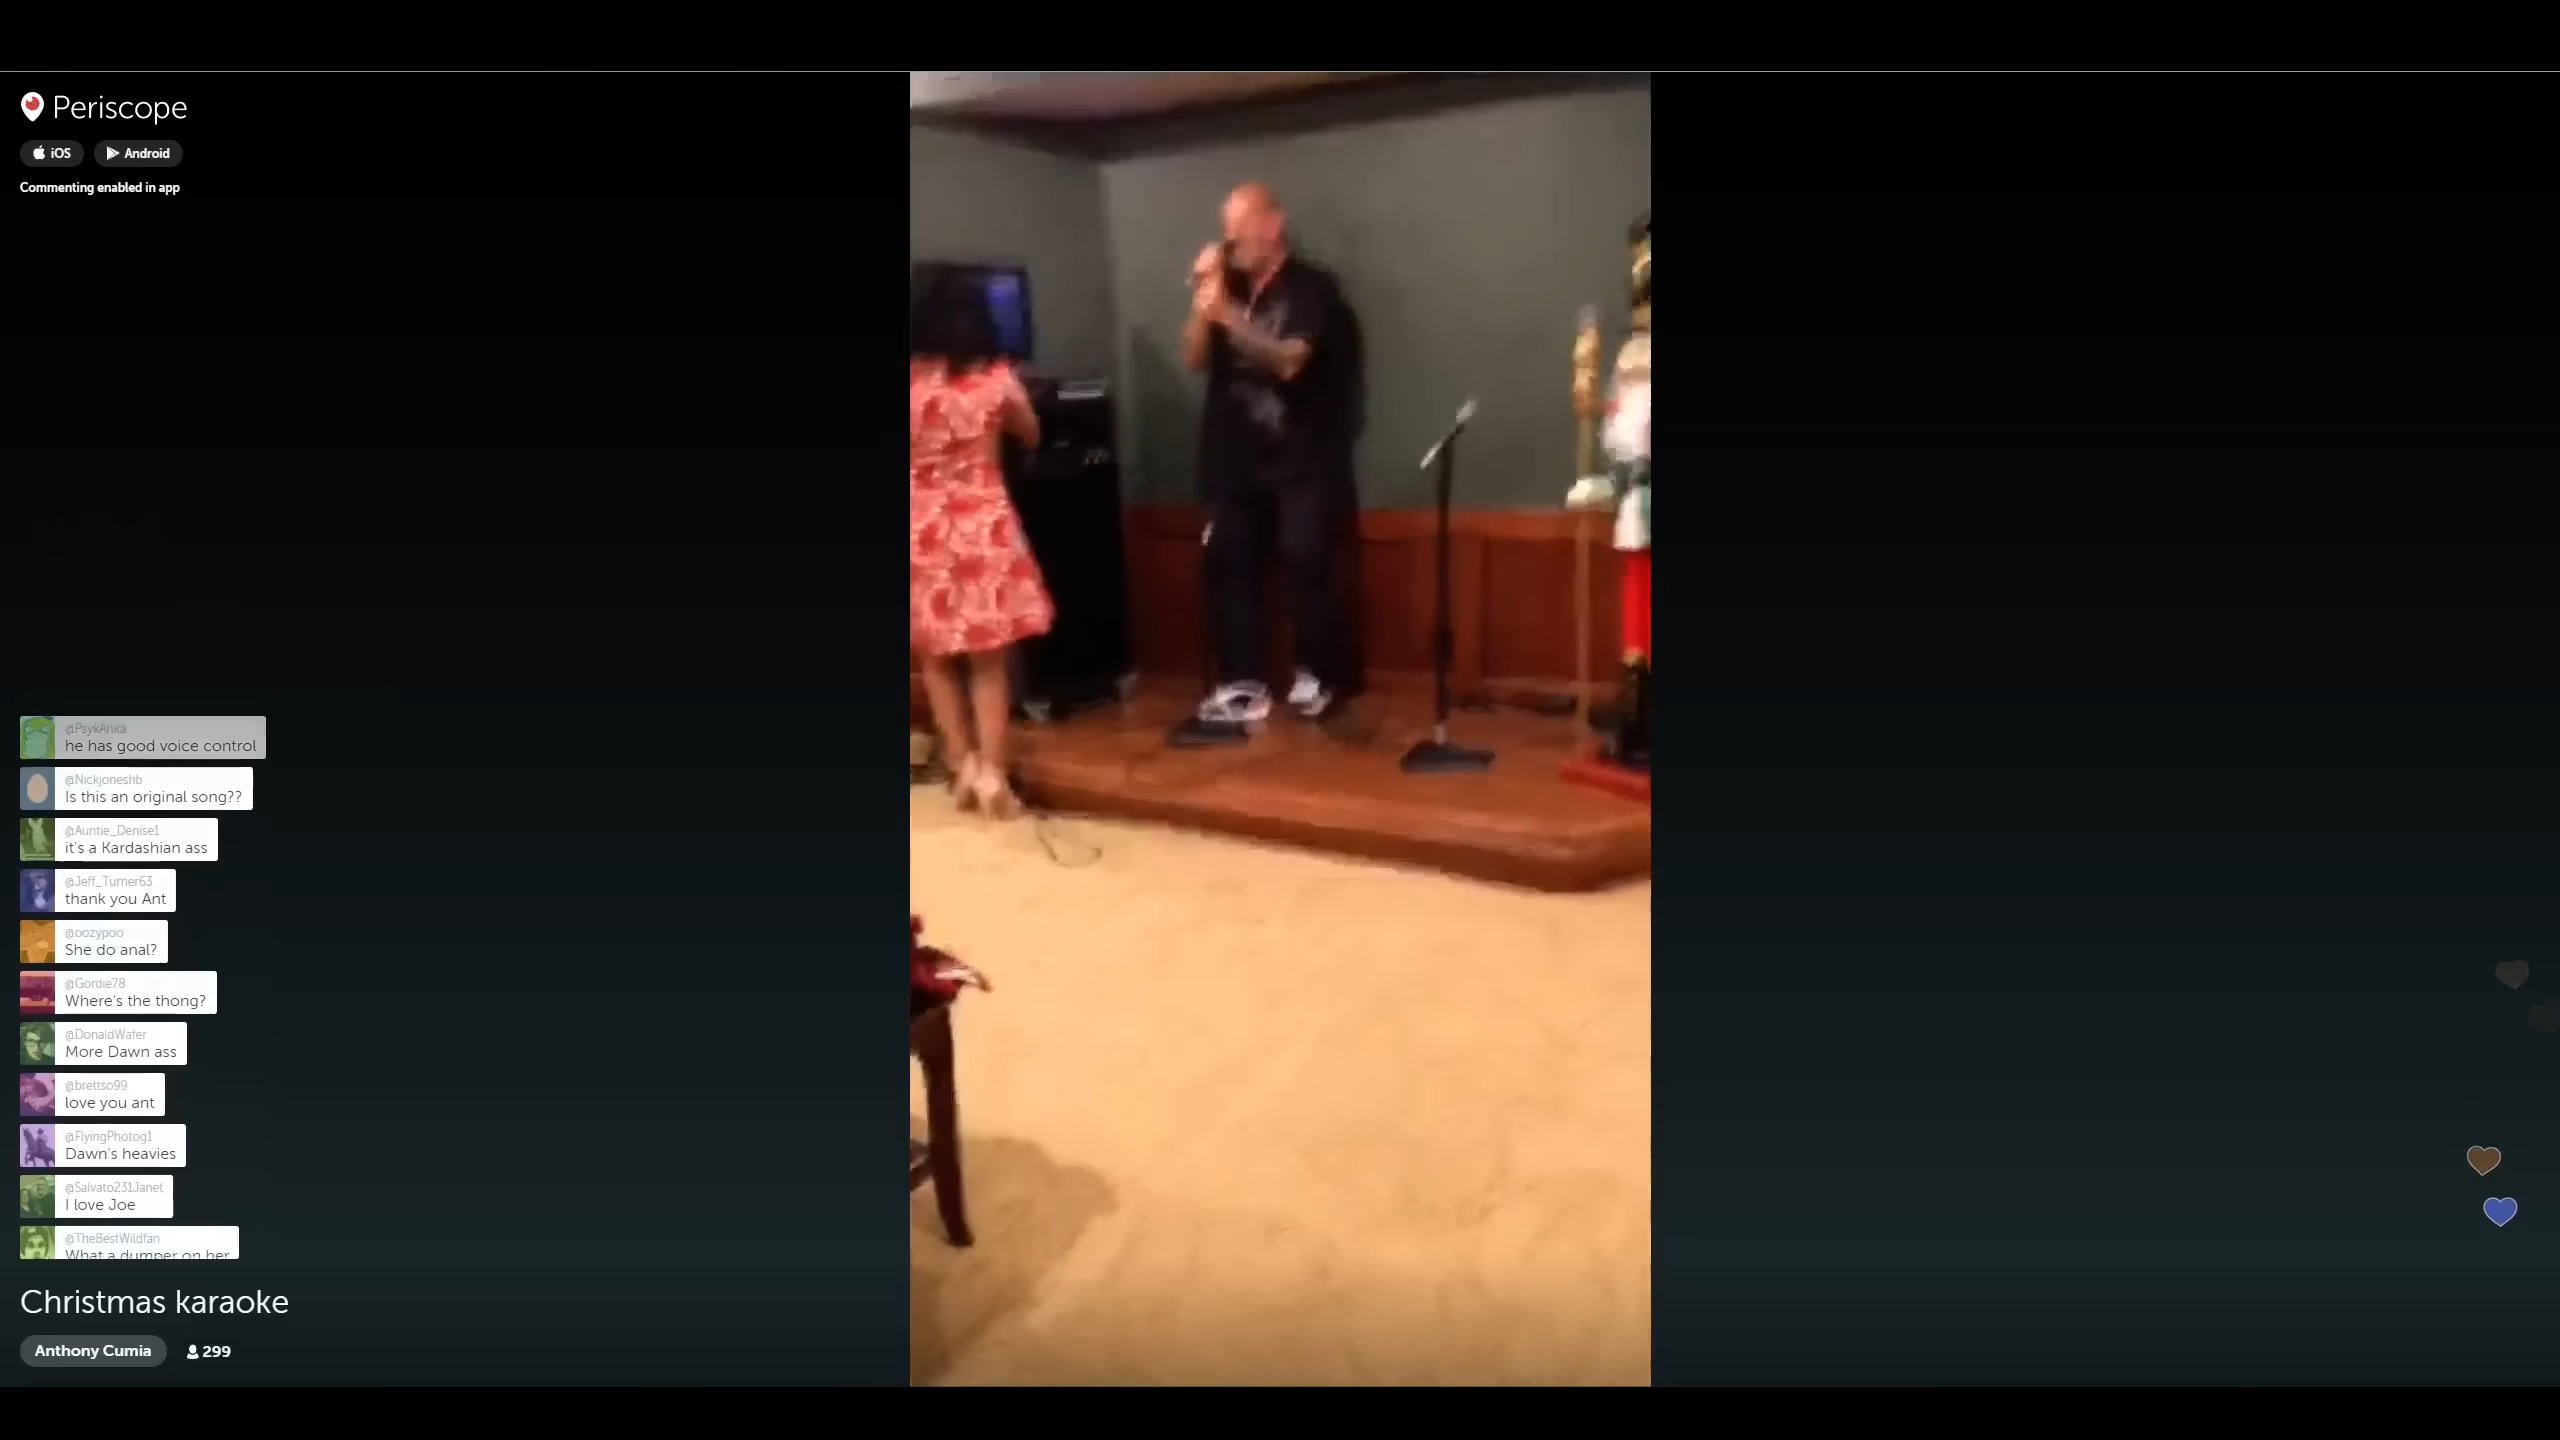 Periscope
iOS
Android
Commenting enabled in app
@PsykAnka
he has good voice control
@Nickjoneshb
Is this an original song??
@Auntie_Denise1
it's a Kardashian ass
@Jeff_Turner63
thank you Ant
@oozypoo
She do anal?
@Gordie78
Where's the thong?
@DonaldWafer
More Dawn ass
@brettso99
love you ant
@FlyingPhotog1
Dawn's heavies
@Salvato231Janet
I love Joe
@TheBestWildfan
What a dumper on her
Christmas karaoke
Anthony Cumia
299